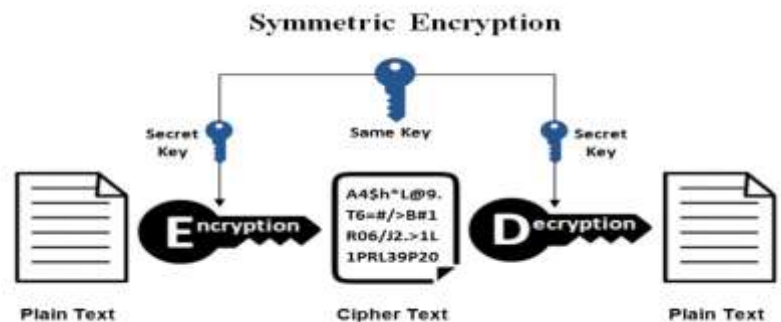 Symmetric Encryption
Secret
Key
Same Key
Secret
Key
Encryption
A4$h*L@9.
T6=#/>B#1
R06/J2.>1L
1PRL39P20
Decryption
Plain Text
Cipher Text
Plain Text